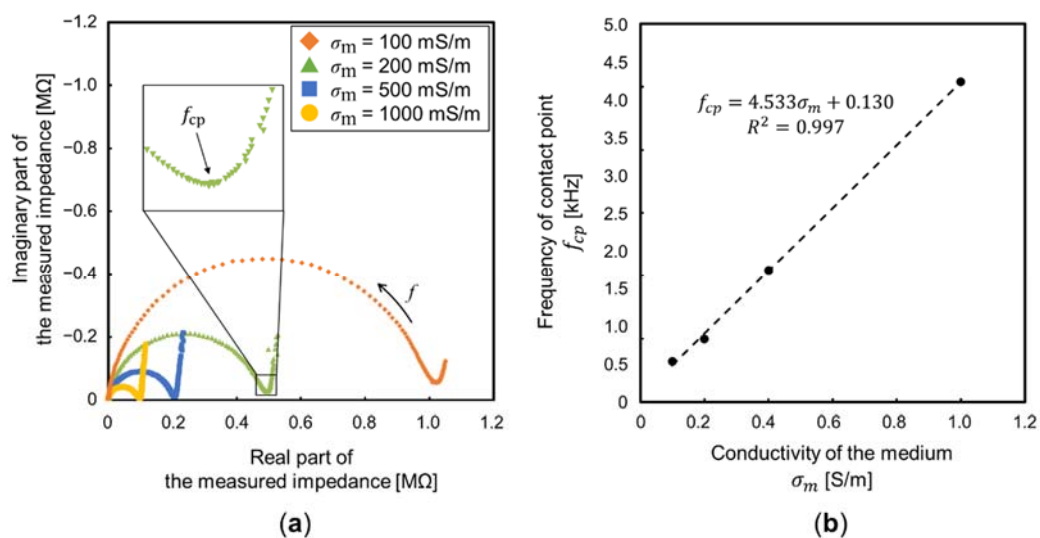 −1.2
−1.0
−0.8
−0.6
−0.4
−0.2
0
Imaginary part of
the measured impedance [MΩ]
σm = 100 mS/m
σm = 200 mS/m
σm = 500 mS/m
σm = 1000 mS/m
fcp
f
0 0.2 0.4 0.6 0.8 1.0 1.2
Real part of
the measured impedance [MΩ]
(a)
5.0
4.5
4.0
3.5
3.0
2.5
2.0
1.5
1.0
0.5
0
Frequency of contact point
fcp [kHz]
fcp = 4.533σm + 0.130
R² = 0.997
0 0.2 0.4 0.6 0.8 1.0 1.2
Conductivity of the medium
σm [S/m]
(b)